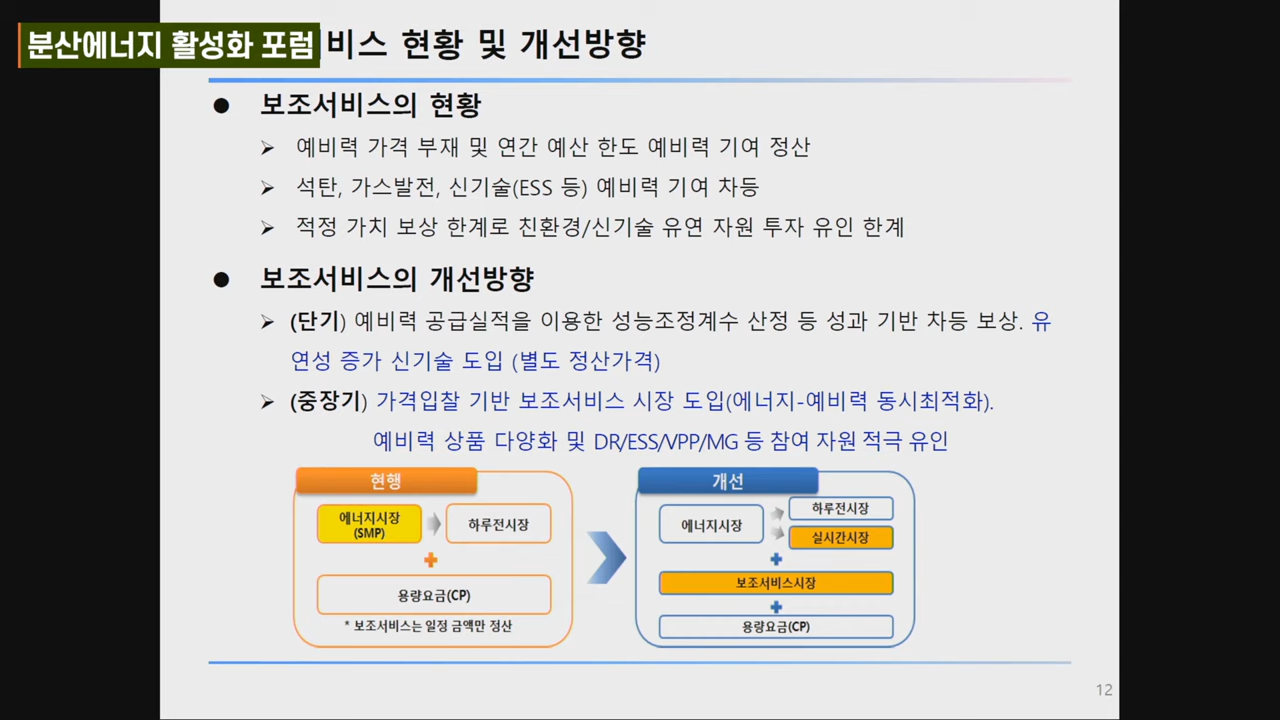 분산에너지 활성화 포럼
비스 현황 및 개선방향
보조서비스의 현황
예비력 가격 부재 및 연간 예산 한도 예비력 기여 정산
석탄, 가스발전, 신기술(ESS 등) 예비력 기여 차등
적정 가치 보상 한계로 친환경/신기술 유연 자원 투자 유인 한계
보조서비스의 개선방향
(단기) 예비력 공급실적을 이용한 성능조정계수 산정 등 성과 기반 차등 보상. 유
연성 증가 신기술 도입 (별도 정산가격)
(중장기) 가격입찰 기반 보조서비스 시장 도입(에너지-예비력 동시최적화).
예비력 상품 다양화 및 DR/ESS/VPP/MG 등 참여 자원 적극 유인
현행
에너지시장
(SMP)
하루전시장
용량요금(CP)
* 보조서비스는 일정 금액만 정산
개선
에너지시장
하루전시장
실시간시장
보조서비스시장
용량요금(CP)
12